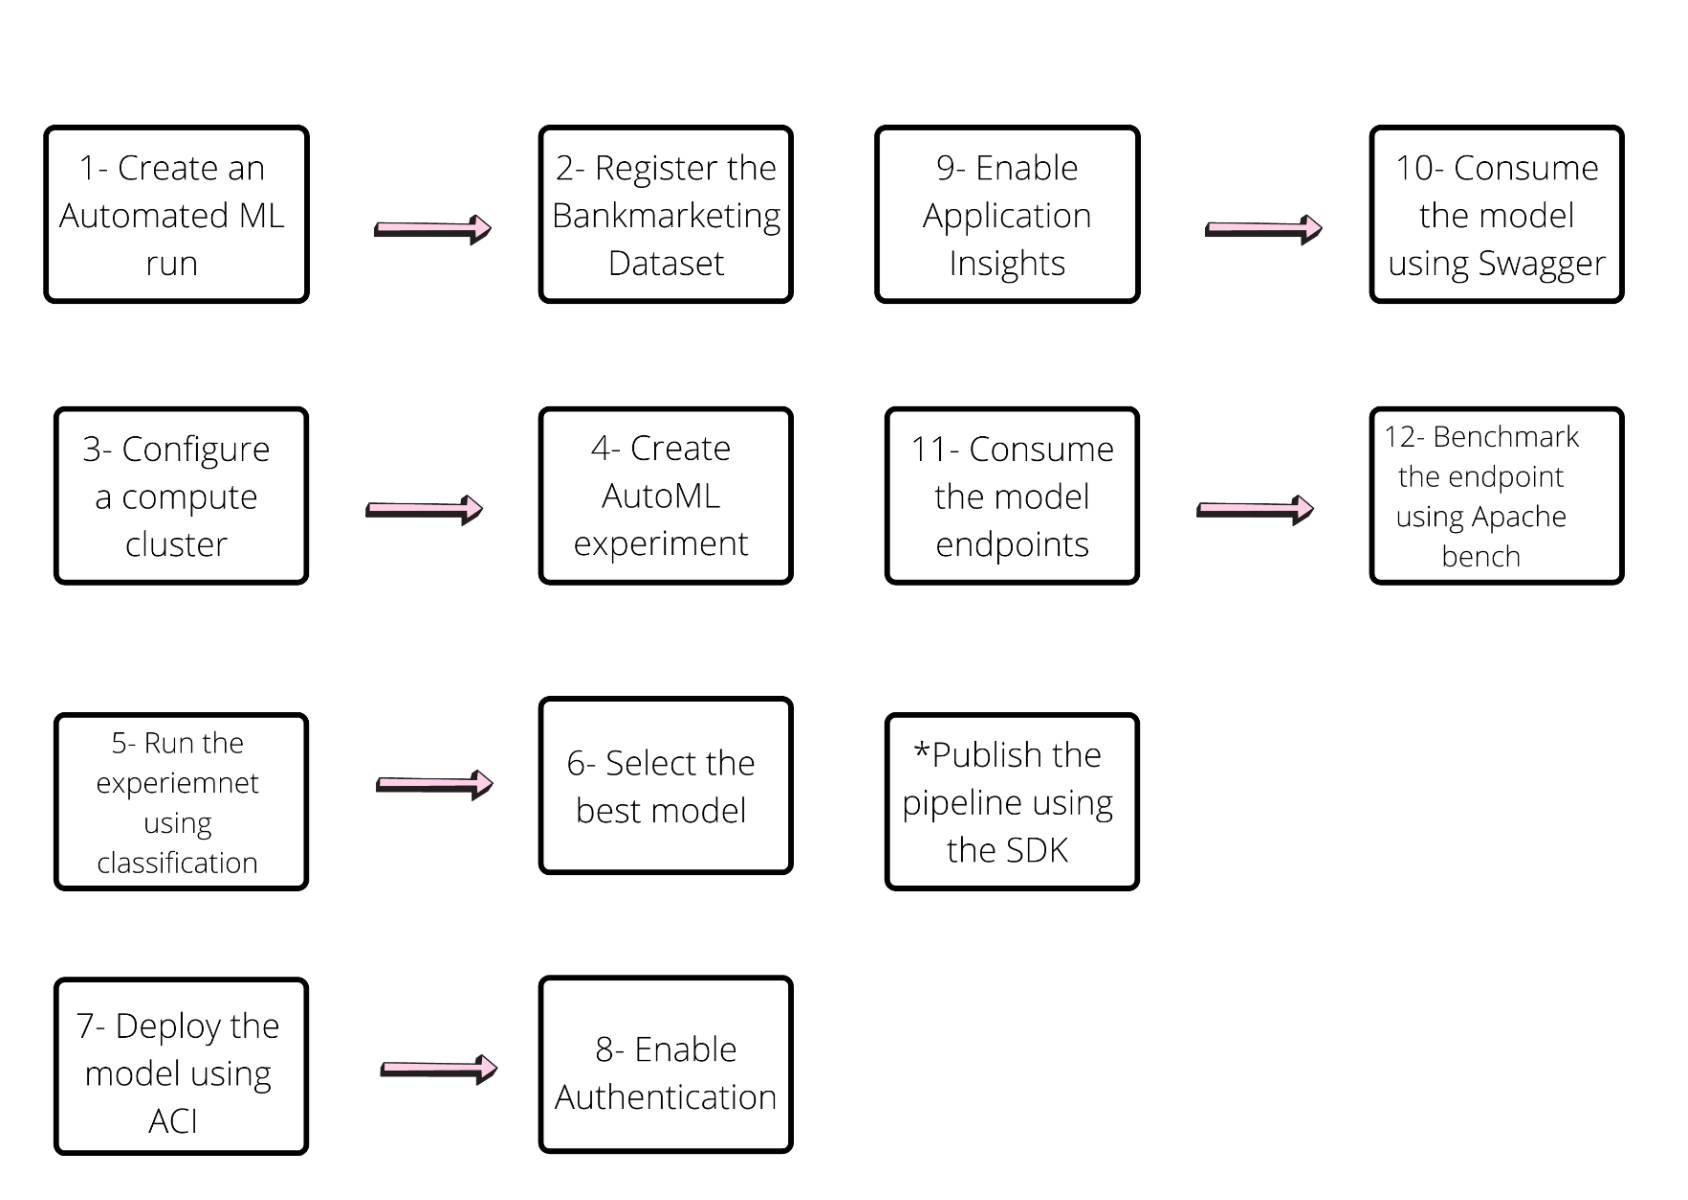 1- Create an
Automated ML
run
2- Register the
Bankmarketing
Dataset
3- Configure
a compute
cluster
4- Create
AutoML
experiment
5- Run the
experiemnet
using
classification
6- Select the
best model
7- Deploy the
model using
ACI
8- Enable
Authentication
9- Enable
Application
Insights
10- Consume
the model
using Swagger
11- Consume
the model
endpoints
12- Benchmark
the endpoint
using Apache
bench
*Publish the
pipeline using
the SDK